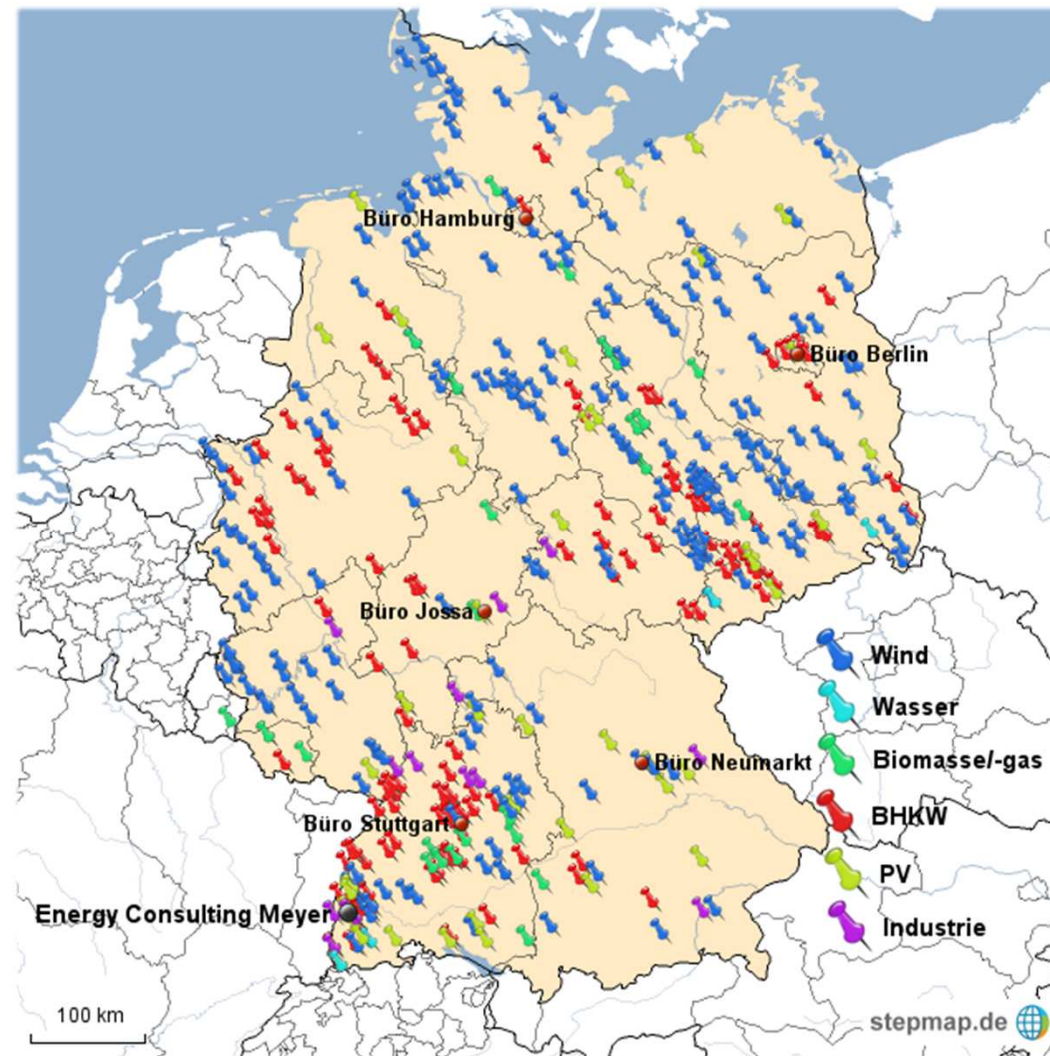 Büro Hamburg
Büro Berlin
Büro Jossa
Wind
Wasser
Büro Neumarkt
Biomasse/-gas
BHKW
Büro Stuttgart
PV
Energy Consulting Meyer
Industrie
100 km
stepmap.de